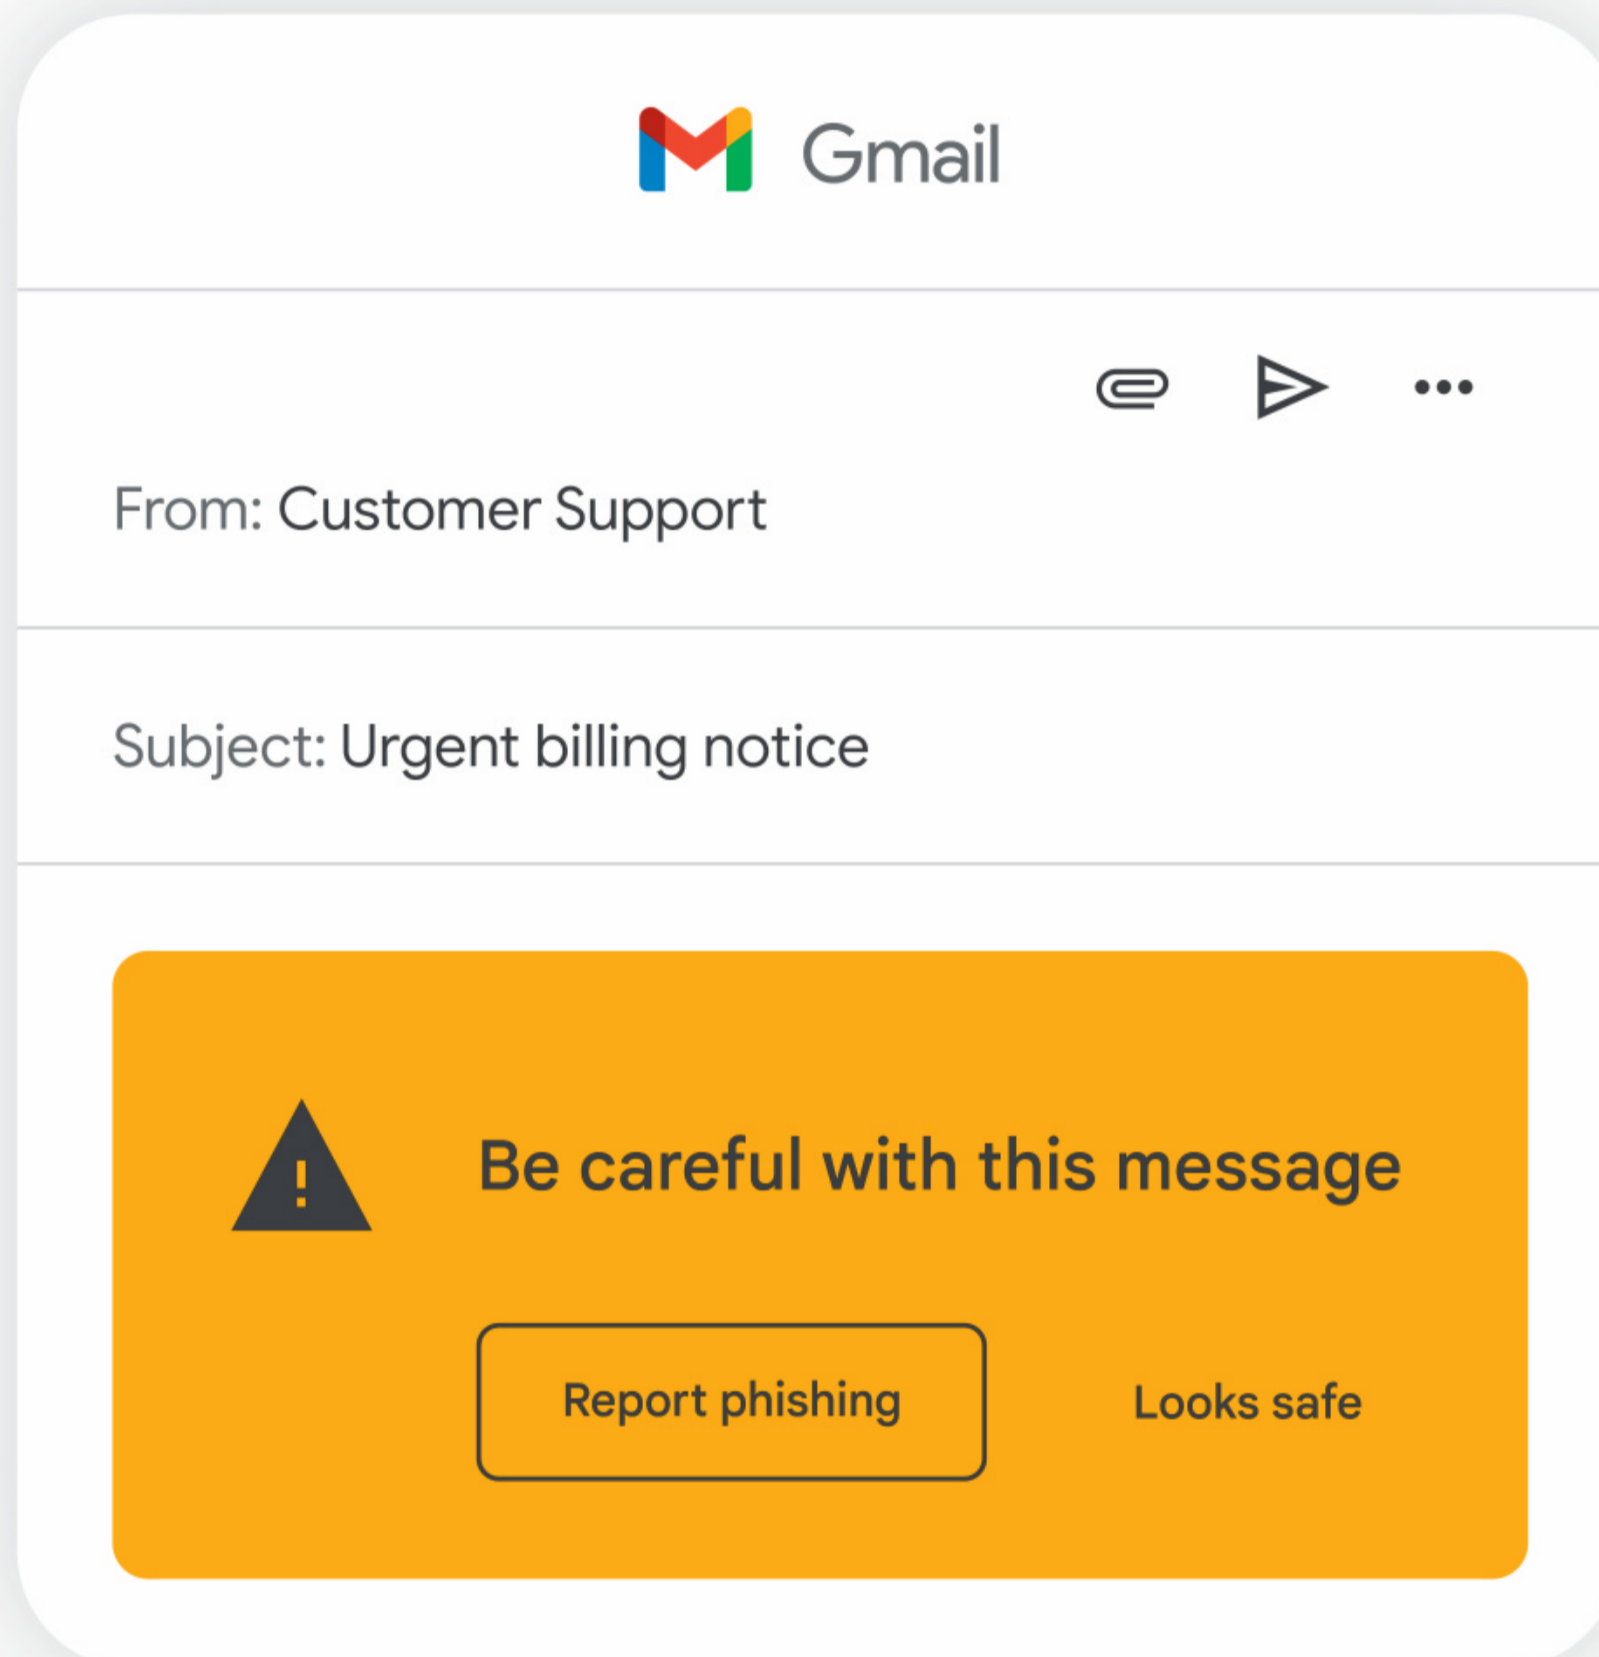 Gmail
From: Customer Support
Subject: Urgent billing notice
Be careful with this message
Report phishing
Looks safe